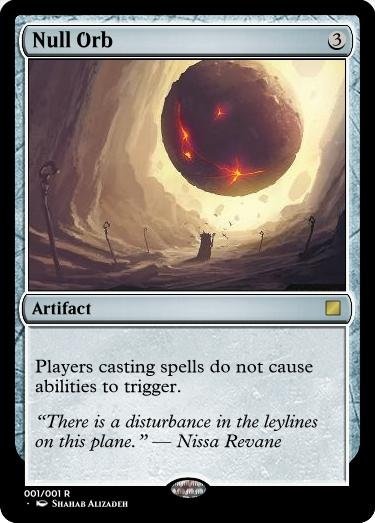 Null Orb 3
Artifact
Players casting spells do not cause
abilities to trigger.
“There is a disturbance in the leylines
on this plane.” — Nissa Revane
001/001 R
· Shahab Alizadeh